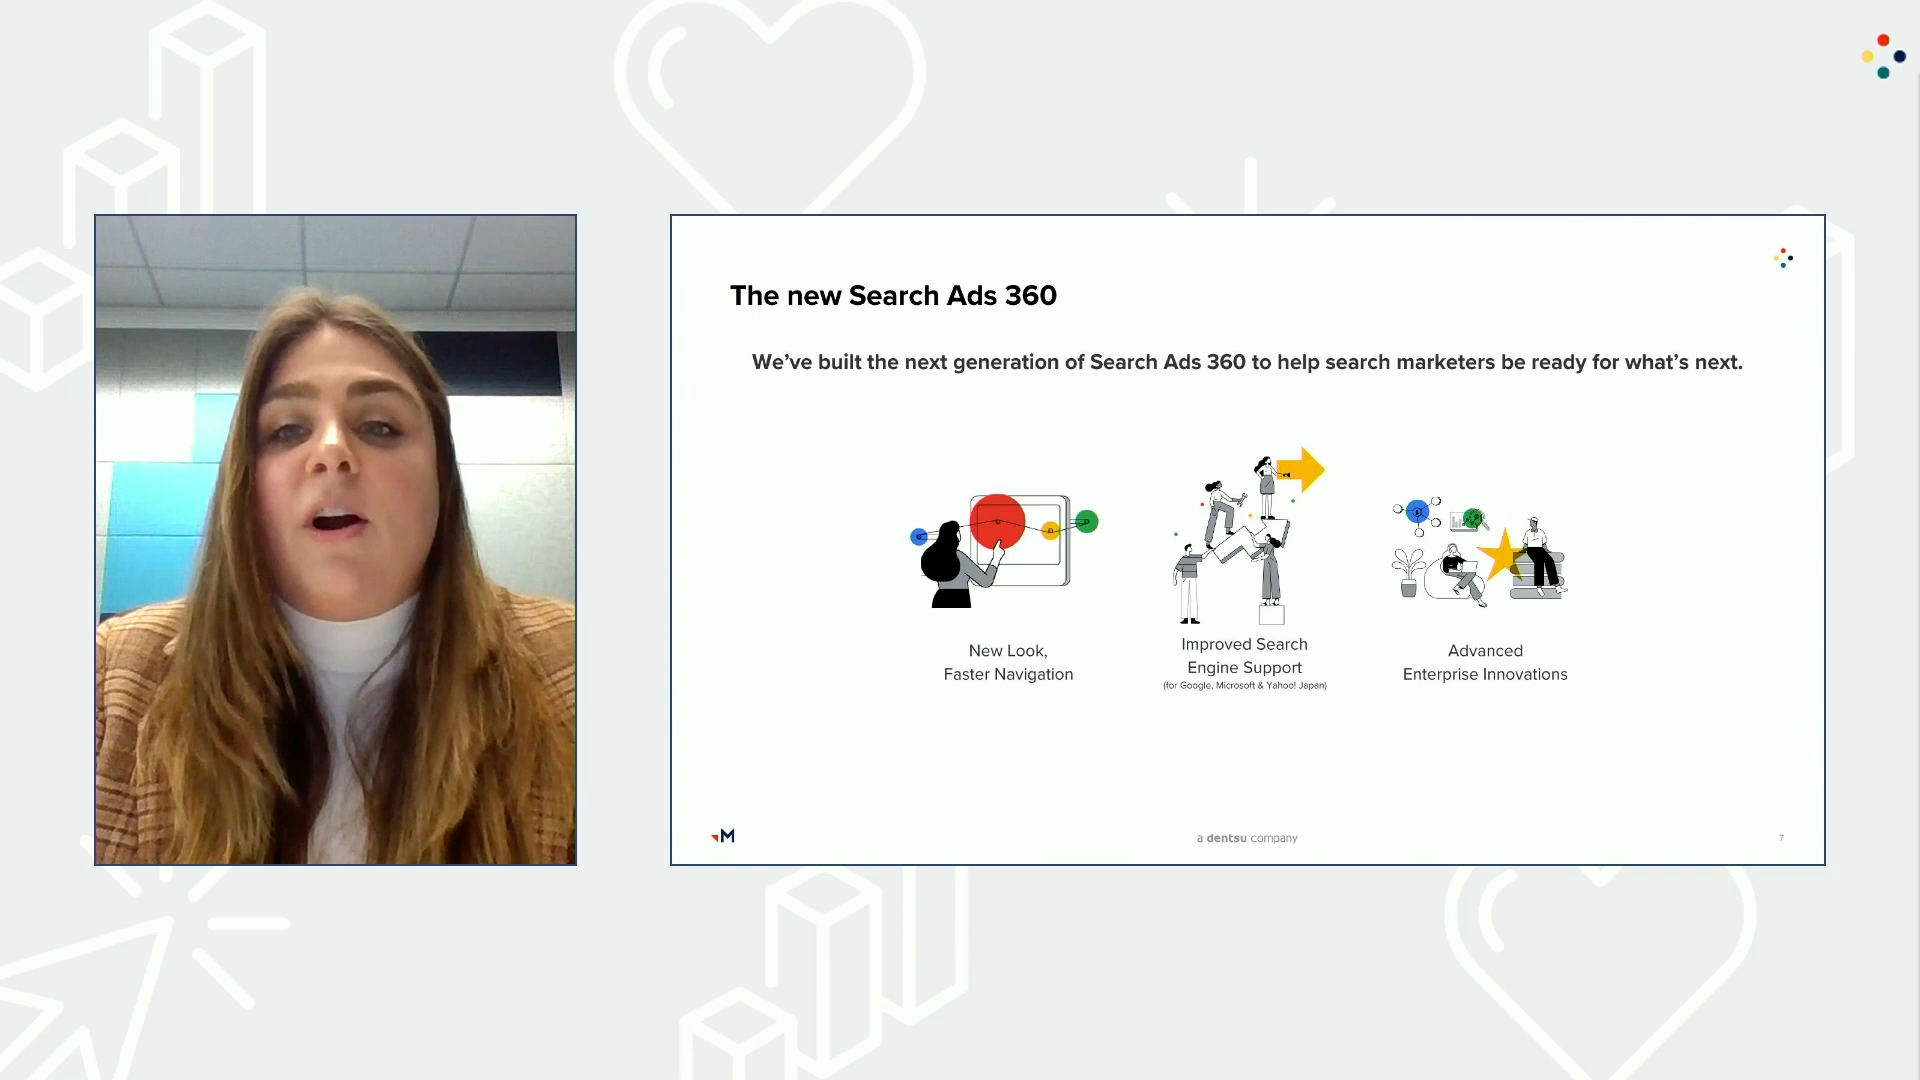 The new Search Ads 360
We’ve built the next generation of Search Ads 360 to help search marketers be ready for what’s next.
New Look,
Faster Navigation
Improved Search
Engine Support
(for Google, Microsoft & Yahoo! Japan)
Advanced
Enterprise Innovations
M
a dentsu company
7